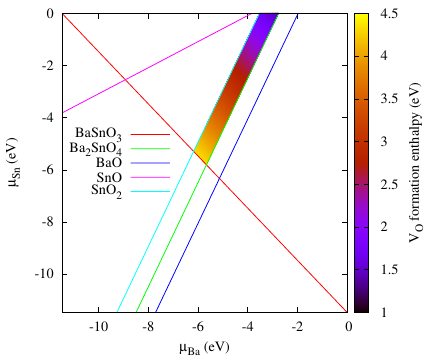 0
-2
-4
-6
-8
-10
μSn (eV)
BaSnO3
Ba2SnO4
BaO
SnO
SnO2
-10
-8
-6
-4
-2
0
μBa (eV)
4.5
4
3.5
3
2.5
2
1.5
1
VO formation enthalpy (eV)